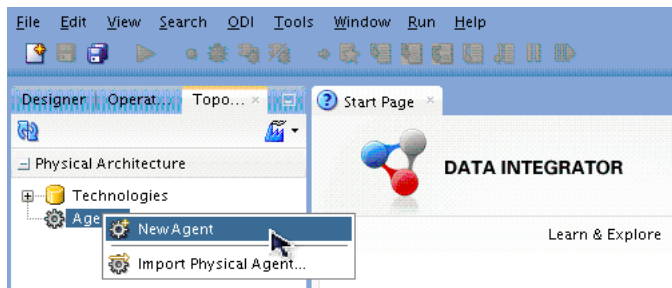 File Edit View Search ODI Tools Window Run Help
Designer Operat... Topo...
Start Page
Physical Architecture
DATA INTEGRATOR
Technologies
Age
New Agent
Learn & Explore
Import Physical Agent...